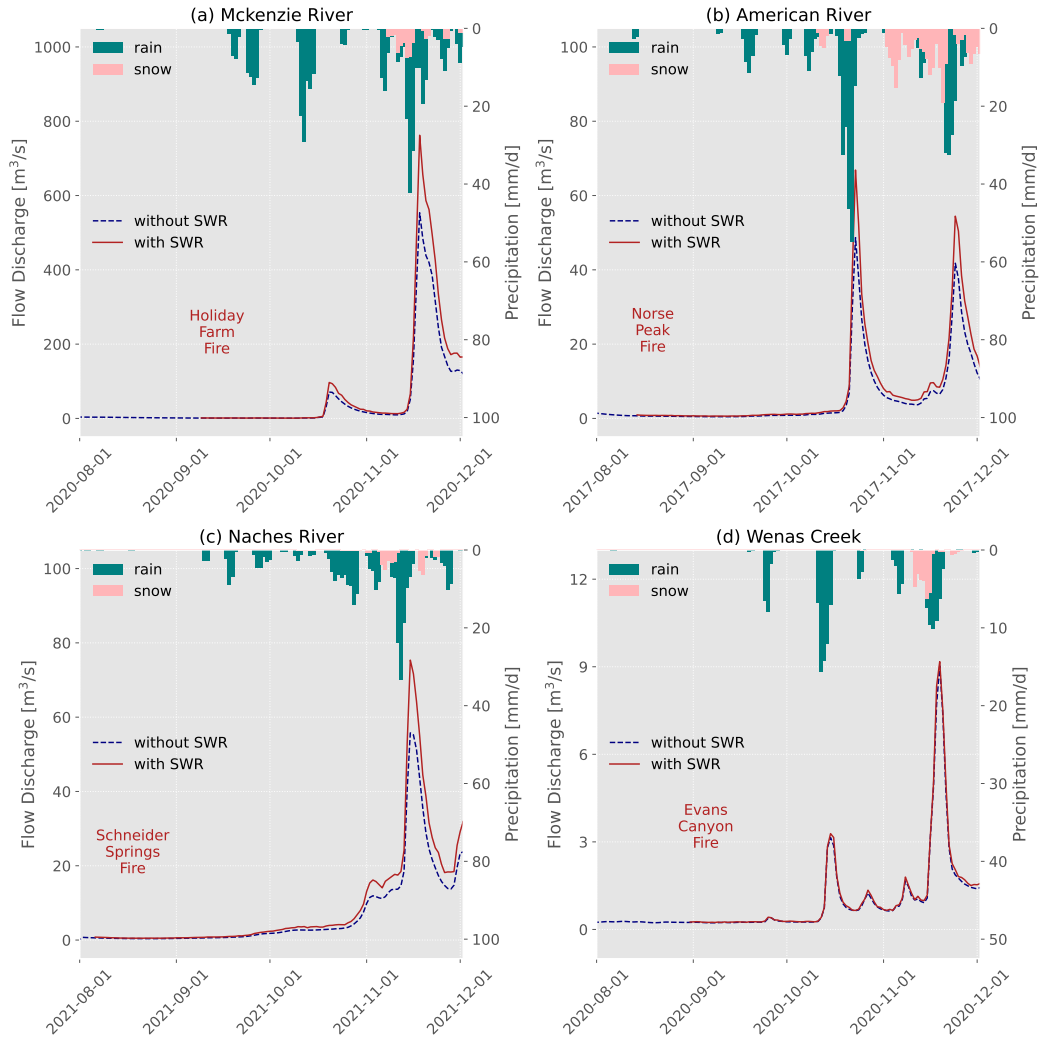 (a) Mckenzie River
1000
800
600
400
200
0
Flow Discharge [m³/s]
rain
snow
without SWR
with SWR
Holiday
Farm
Fire
0
20
40
60
80
100
Precipitation [mm/d]
2020-08-01
2020-09-01
2020-10-01
2020-11-01
2020-12-01
(b) American River
100
80
60
40
20
0
Flow Discharge [m³/s]
rain
snow
without SWR
with SWR
Norse
Peak
Fire
0
20
40
60
80
100
Precipitation [mm/d]
2017-08-01
2017-09-01
2017-10-01
2017-11-01
2017-12-01
(c) Naches River
100
80
60
40
20
0
Flow Discharge [m³/s]
rain
snow
without SWR
with SWR
Schneider
Springs
Fire
0
20
40
60
80
100
Precipitation [mm/d]
2021-08-01
2021-09-01
2021-10-01
2021-11-01
2021-12-01
(d) Wenas Creek
12
9
6
3
0
Flow Discharge [m³/s]
rain
snow
without SWR
with SWR
Evans
Canyon
Fire
0
10
20
30
40
50
Precipitation [mm/d]
2020-08-01
2020-09-01
2020-10-01
2020-11-01
2020-12-01